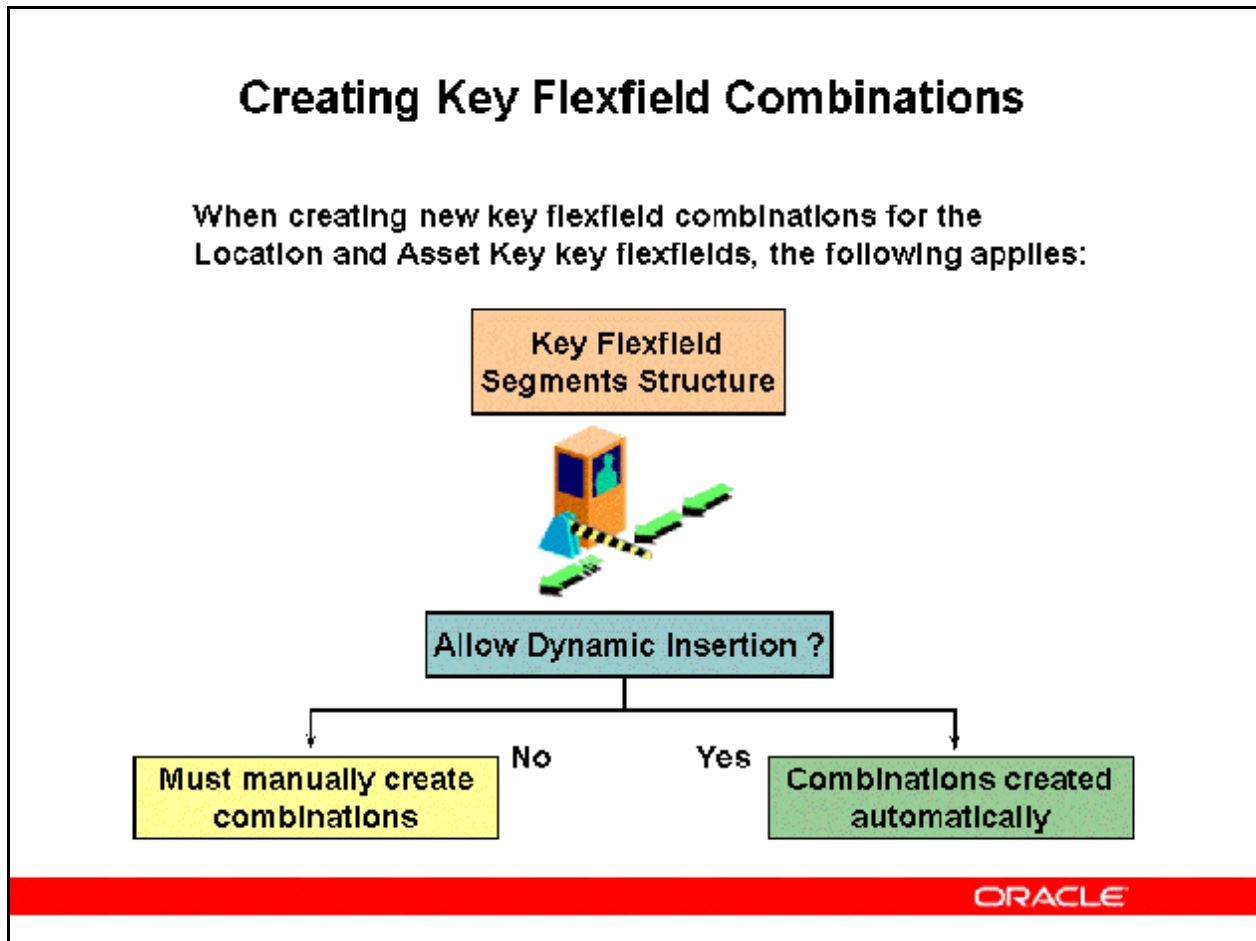 Creating Key Flexfield Combinations
When creating new key flexfield combinations for the
Location and Asset Key key flexfields, the following applies:
Key Flexfield
Segments Structure
Allow Dynamic Insertion ?
No
Yes
Must manually create
combinations
Combinations created
automatically
ORACLE